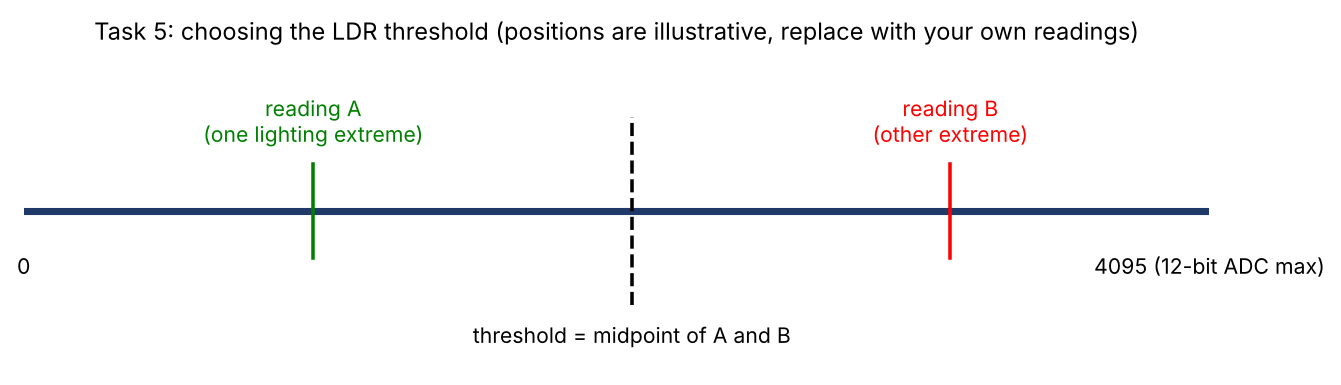 Task 5: choosing the LDR threshold (positions are illustrative, replace with your own readings)
reading A
(one lighting extreme)
reading B
(other extreme)
0
4095 (12-bit ADC max)
threshold = midpoint of A and B